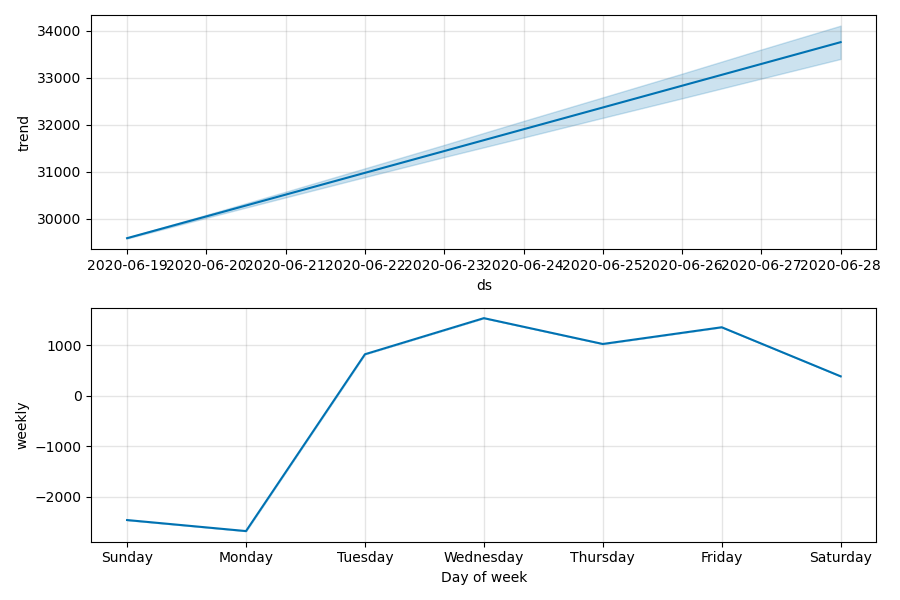 34000
33000
32000
31000
30000
trend
2020-06-19 2020-06-20 2020-06-21 2020-06-22 2020-06-23 2020-06-24 2020-06-25 2020-06-26 2020-06-27 2020-06-28
ds
1000
0
−1000
−2000
weekly
Sunday Monday Tuesday Wednesday Thursday Friday Saturday
Day of week